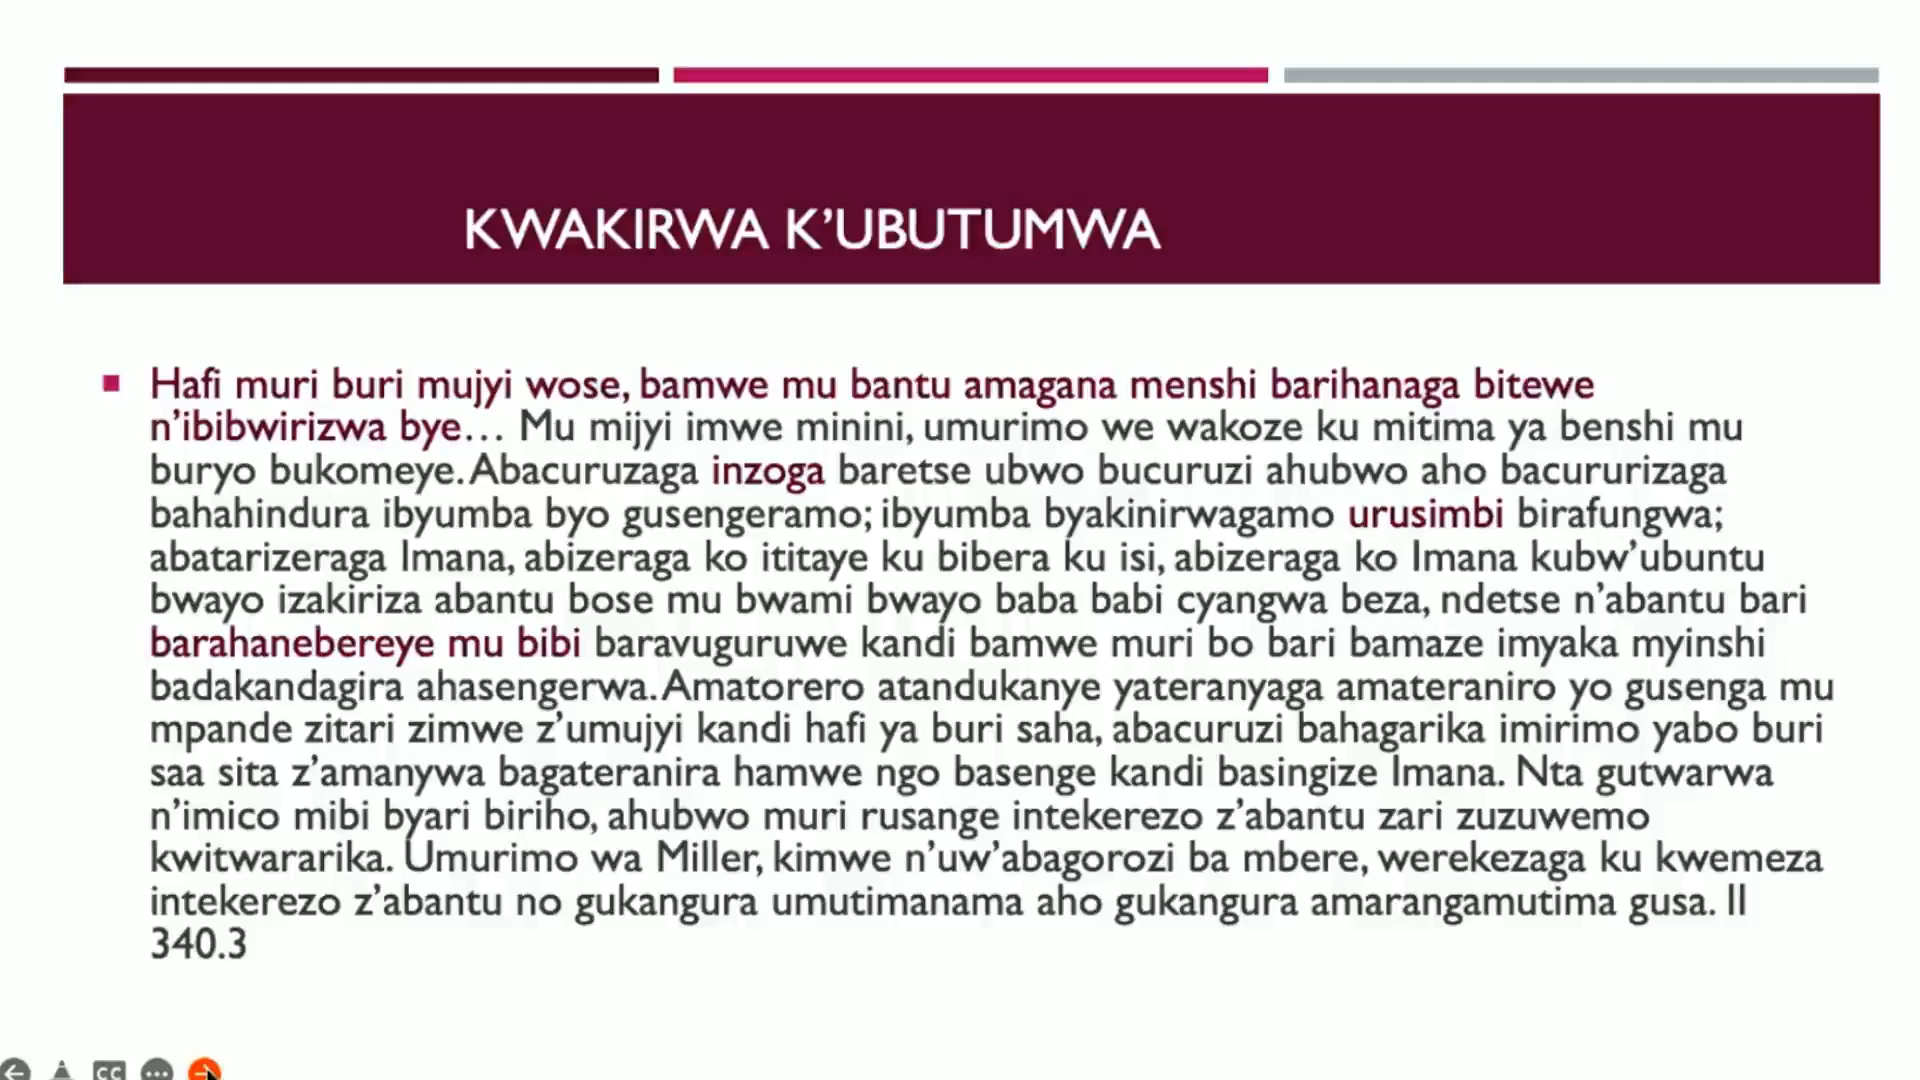 KWAKIRWA K’UBUTUMWA
Hafi muri buri mujyi wose, bamwe mu bantu amagana menshi barihanaga bitewe
n’ibibwirizwa bye… Mu mijyi imwe minini, umurimo we wakoze ku mitima ya benshi mu
buryo bukomeye. Abacuruzaga inzoga baretse ubwo bucuruzi ahubwo aho bacururizaga
bahahindura ibyumba byo gusengeramo; ibyumba byakinirwagamo urusimbi birafungwa;
abatarizeraga Imana, abizeraga ko ititaye ku bibera ku isi, abizeraga ko Imana kubw’ubuntu
bwayo izakiriza abantu bose mu bwami bwayo baba babi cyangwa beza, ndetse n’abantu bari
barahanebereye mu bibi baravuguruwe kandi bamwe muri bo bari bamaze imyaka myinshi
badakandagira ahasengerwa. Amatorero atandukanye yateranyaga amateraniro yo gusenga mu
mpande zitari zimwe z’umujyi kandi hafi ya buri saha, abacuruzi bahagarika imirimo yabo buri
saa sita z’amanywa bagateranira hamwe ngo basenge kandi basingize Imana. Nta gutwarwa
n’imico mibi byari biriho, ahubwo muri rusange intekerezo z’abantu zari zuzuwemo
kwitwararika. Umurimo wa Miller, kimwe n’uw’abagorozi ba mbere, werekezaga ku kwemeza
intekerezo z’abantu no gukangura umutimanama aho gukangura amarangamutima gusa. II
340.3
CC